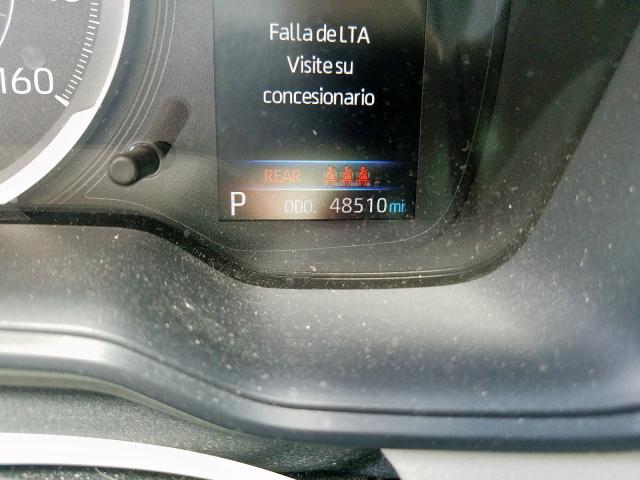 Falla de LTA
Visite su
concesionario
160
REAR
P ODO. 48510 mi